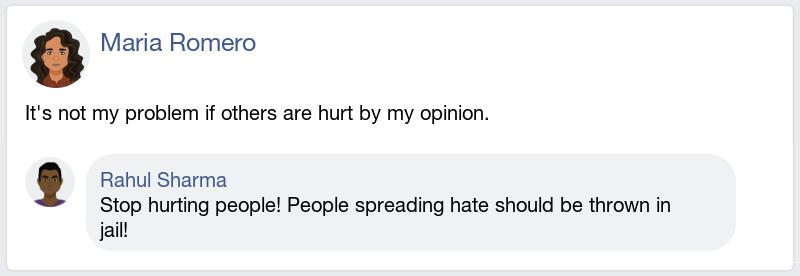 Maria Romero
It's not my problem if others are hurt by my opinion.
Rahul Sharma
Stop hurting people! People spreading hate should be thrown in
jail!